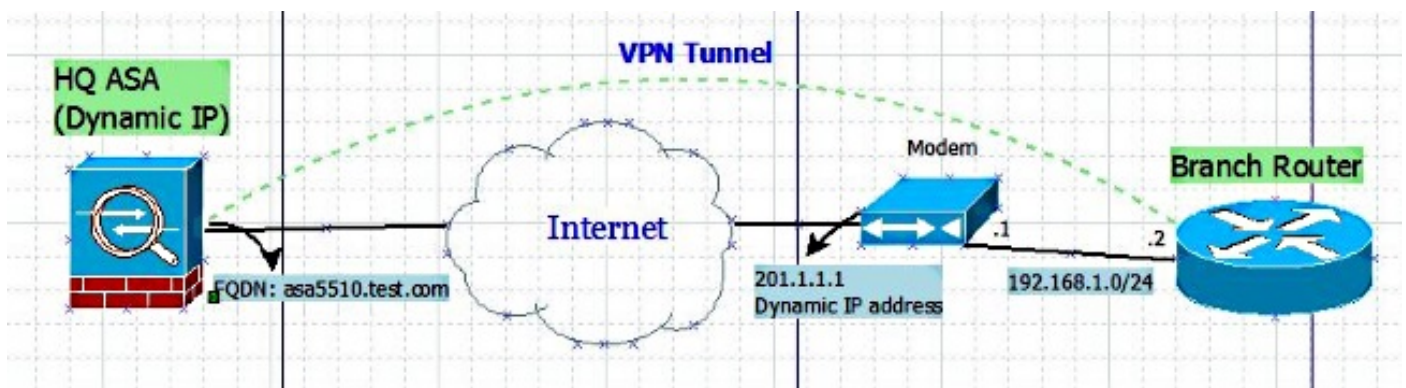 VPN Tunnel
HQ ASA
(Dynamic IP)
Modem
Branch Router
Internet
.1
.2
FQDN: asa5510.test.com
201.1.1.1
Dynamic IP address
192.168.1.0/24